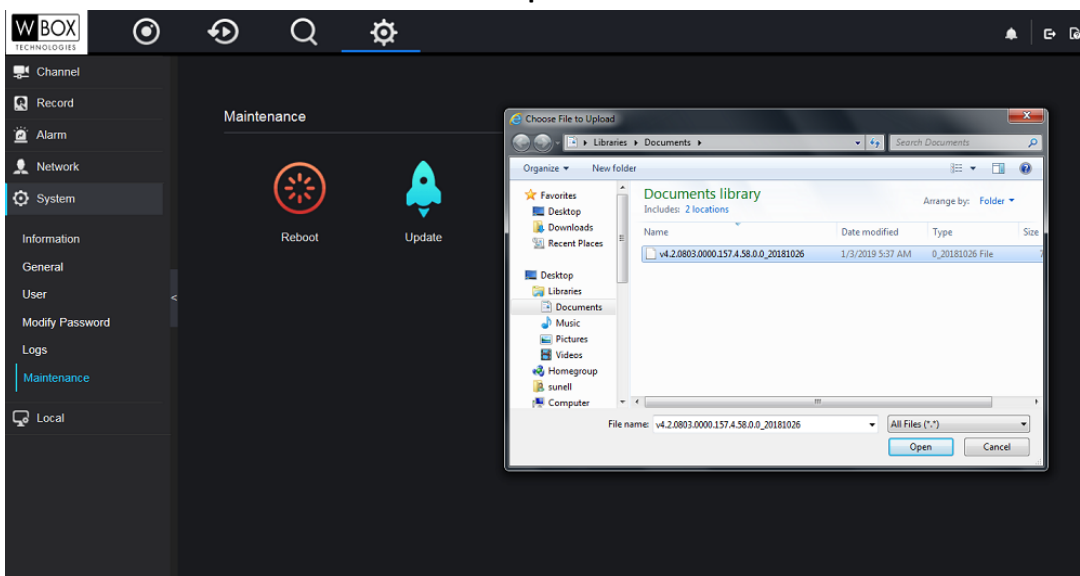 W BOX
TECHNOLOGIES
Channel
Record
Alarm
Network
System
Information
General
User
Modify Password
Logs
Maintenance
Local
<
Maintenance
Reboot
Update
Choose File to Upload
Libraries
Documents
Search Documents
Organize
New folder
Favorites
Desktop
Downloads
Recent Places
Desktop
Libraries
Documents
Music
Pictures
Videos
Homegroup
sunell
Computer
Documents library
Includes: 2 locations
Arrange by: Folder
Name Date modified Type Size
v4.2.0803.0000.157.4.58.0.0_20181026 1/3/2019 5:37 AM 0_20181026 File
File name: v4.2.0803.0000.157.4.58.0.0_20181026
All Files (*.*)
Open Cancel